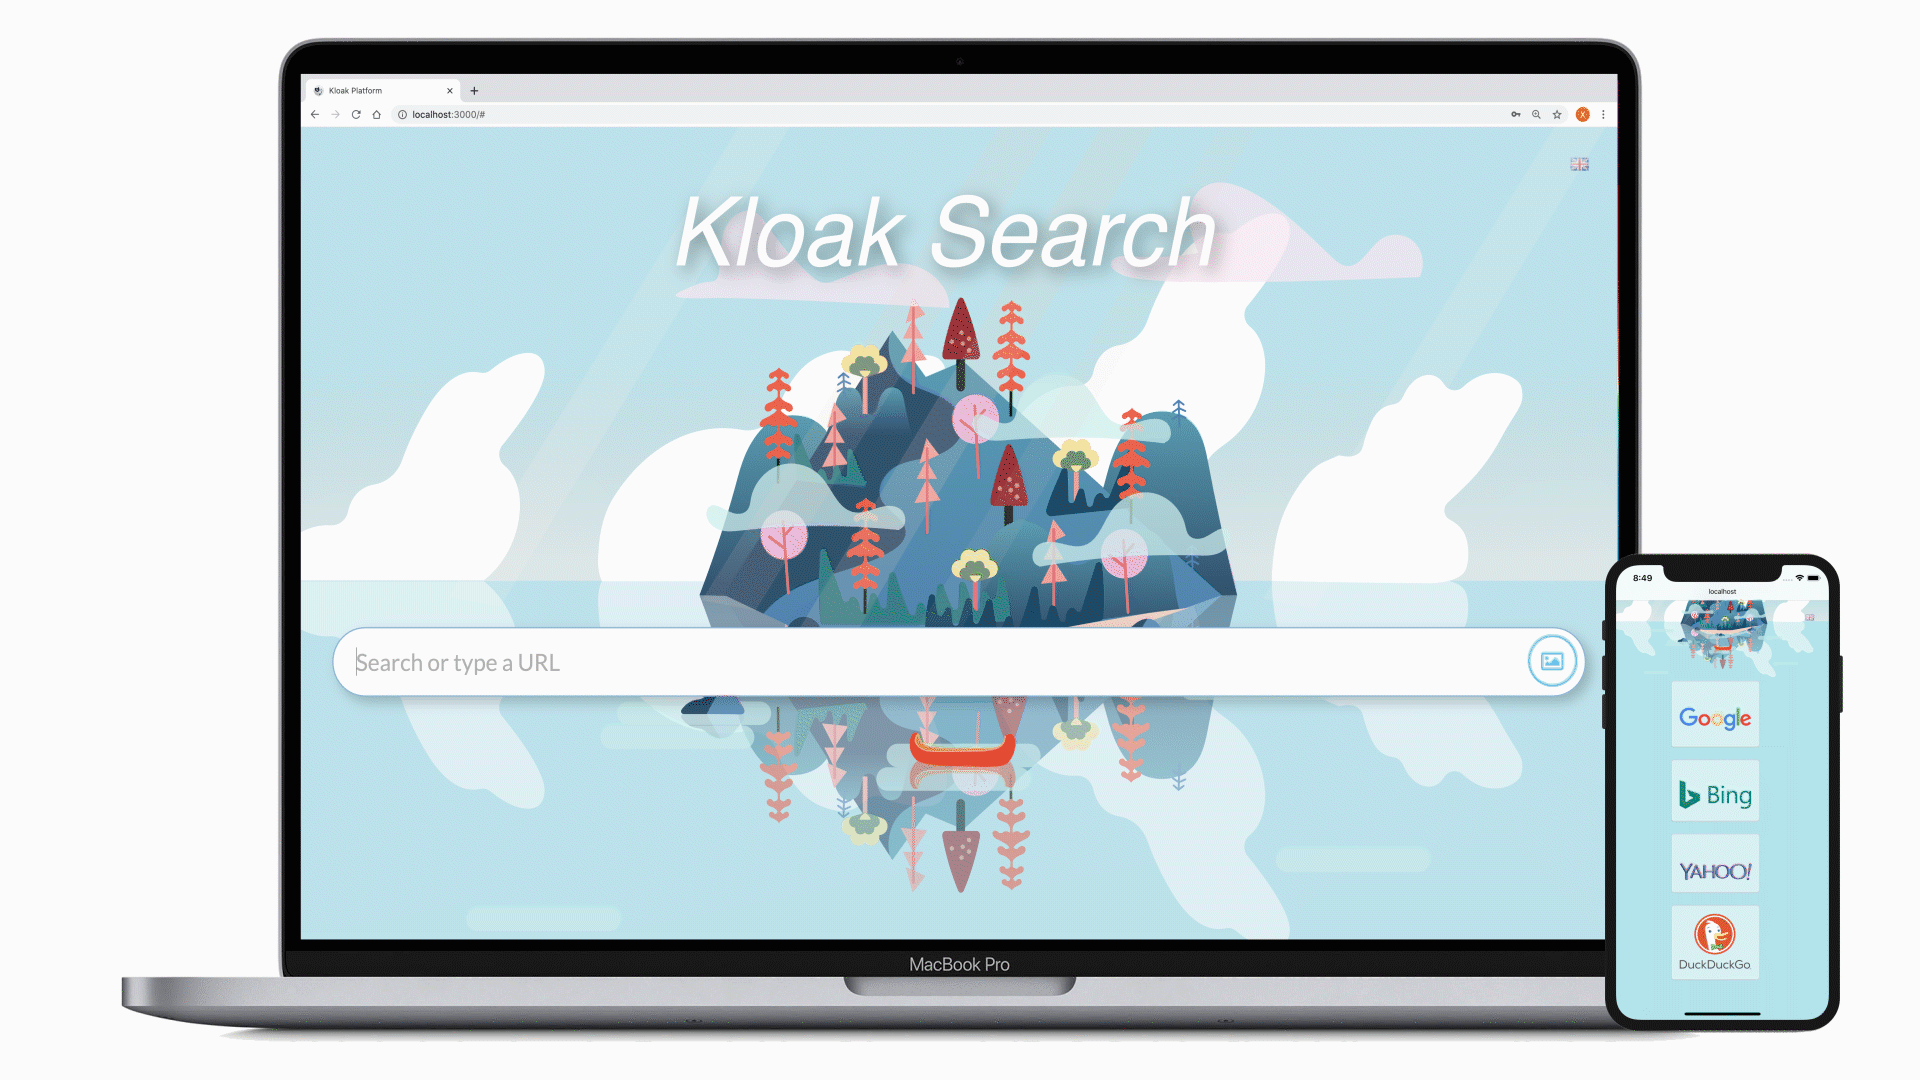 Kloak Platform
localhost:3000/#
X
Kloak Search
Search or type a URL
MacBook Pro
8:49
localhost
Google
Bing
YAHOO!
DuckDuckGo.